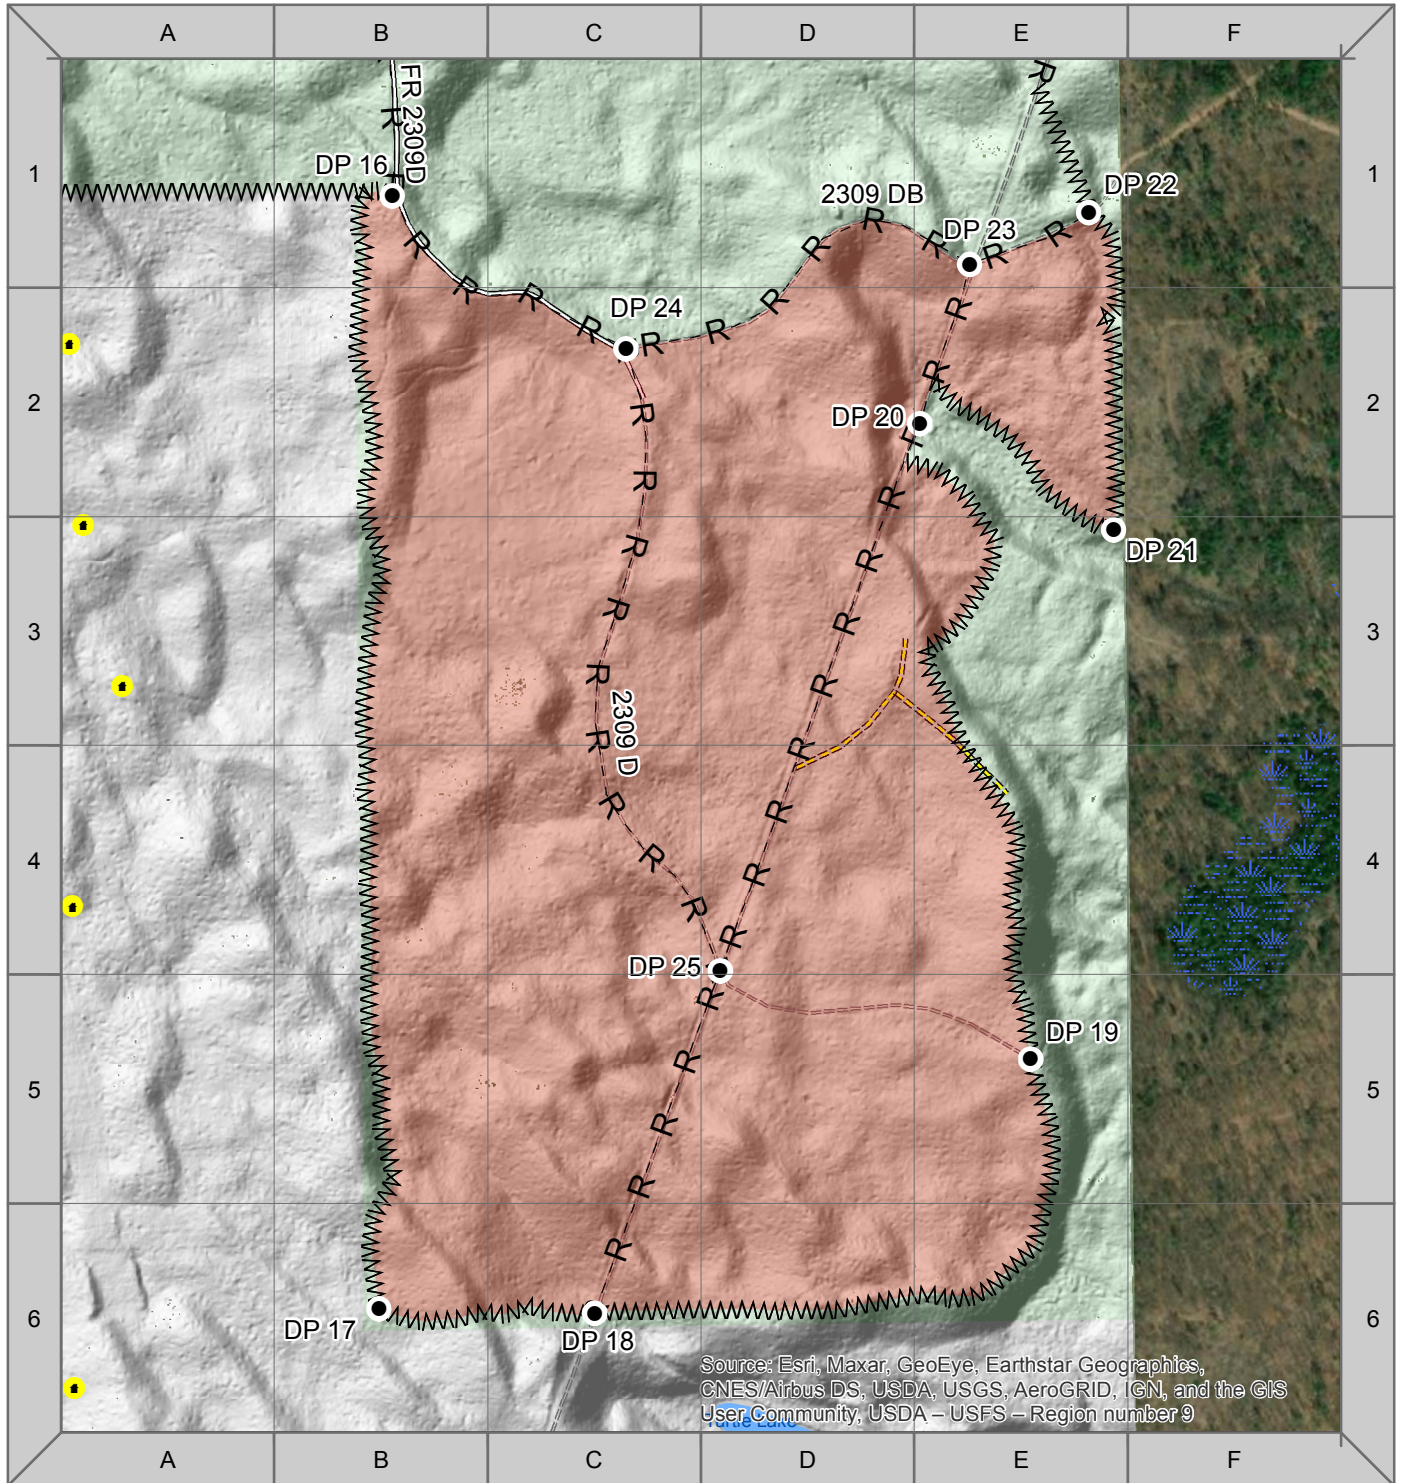 A B C D E F
FR 2309D
R
R
1 1
DP 16
DP 22
2309 DB
R
R
DP 23
R
R
R
R
R
R
R
DP 24
R
R
R
R
R
R
2 2
DP 20
R
R
R
DP 21
R
R
R
3 3
R
R
R
R
2309 D
R
R
R
R
R
4 4
R
R
R
DP 25
R
DP 19
R
5 5
R
R
R
6 6
DP 17
DP 18
Source: Esri, Maxar, GeoEye, Earthstar Geographics,
CNES/Airbus DS, USDA, USGS, AeroGRID, IGN, and the GIS
User Community, USDA – USFS – Region number 9
Turtle Lake
A B C D E F